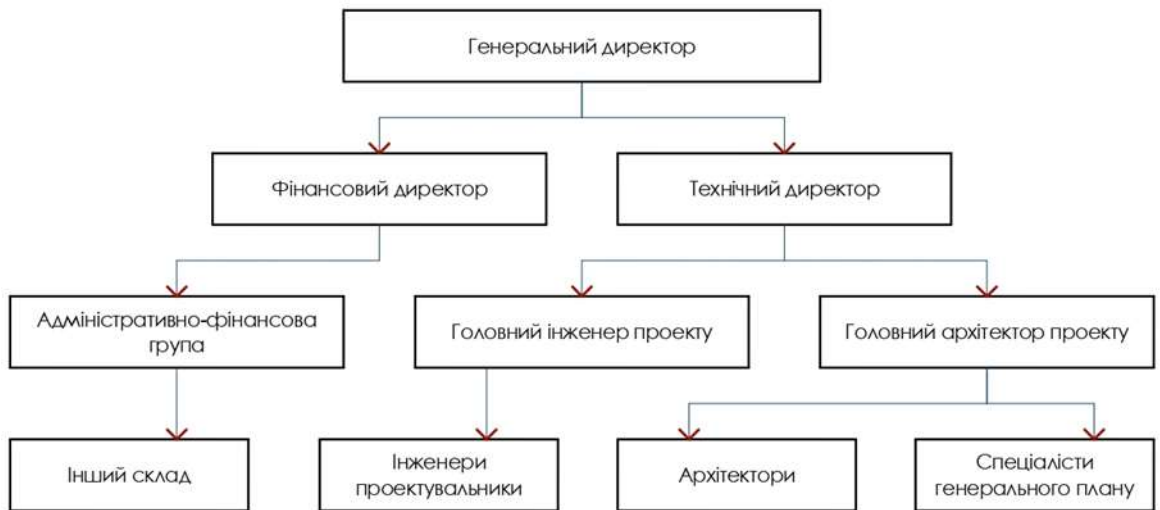 Генеральний директор
Фінансовий директор
Технічний директор
Адміністративно-фінансова
група
Головний інженер проекту
Головний архітектор проекту
Інший склад
Інженери
проектувальники
Архітектори
Спеціалісти
генерального плану